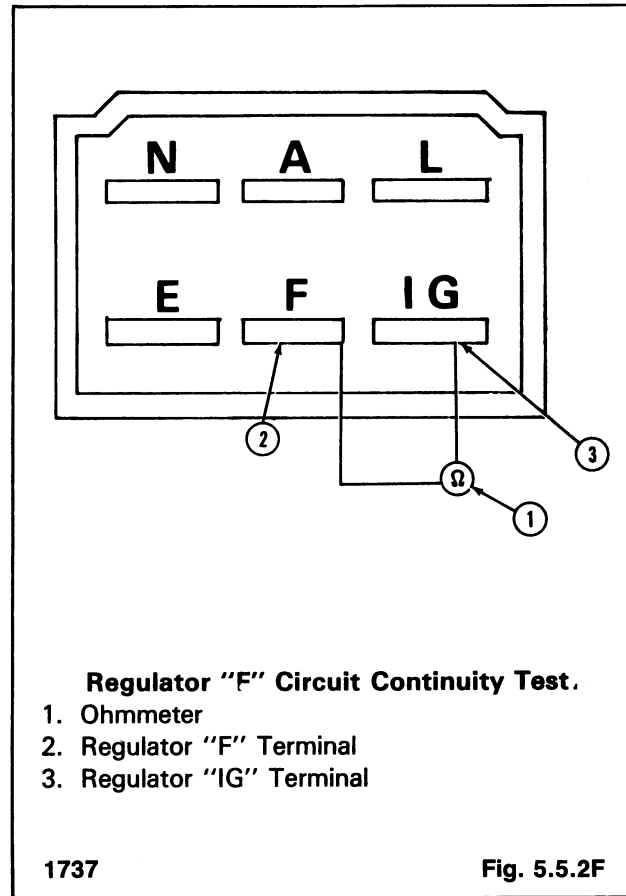 N A L
E F IG
2
3
Ω
1
Regulator “F” Circuit Continuity Test.
1. Ohmmeter
2. Regulator “F” Terminal
3. Regulator “IG” Terminal
1737 Fig. 5.5.2F